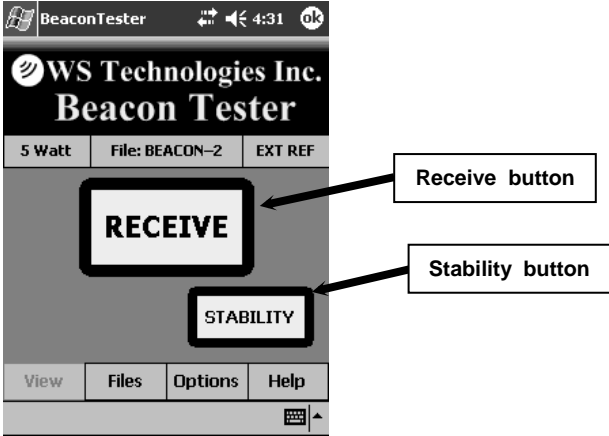 BeaconTester 4:31 ok
WS Technologies Inc.
Beacon Tester
5 Watt File: BEACON-2 EXT REF
Receive button
RECEIVE
Stability button
STABILITY
View Files Options Help